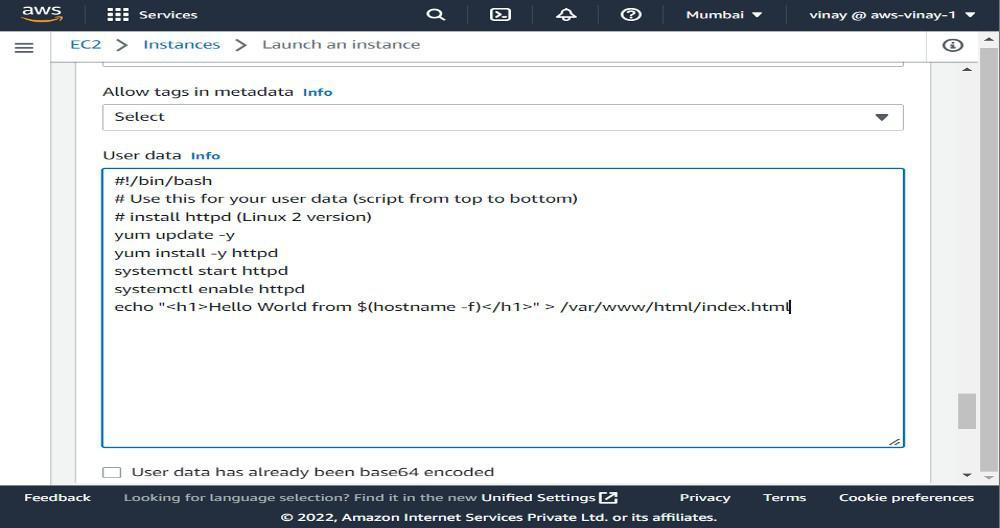 aws
Services
Mumbai
vinay @ aws-vinay-1
EC2 > Instances > Launch an instance
Allow tags in metadata Info
Select
User data Info
#!/bin/bash
# Use this for your user data (script from top to bottom)
# install httpd (Linux 2 version)
yum update -y
yum install -y httpd
systemctl start httpd
systemctl enable httpd
echo "<h1>Hello World from $(hostname -f)</h1>" > /var/www/html/index.html
User data has already been base64 encoded
Feedback Looking for language selection? Find it in the new Unified Settings Privacy Terms Cookie preferences
© 2022, Amazon Internet Services Private Ltd. or its affiliates.